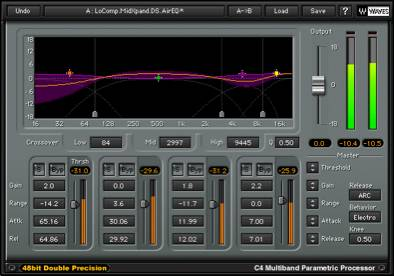 Undo A: LoComp.MidXpand.DS.AirEQ* A->B Load Save ? W WAVES
Output
18 18
12 12
6 6
0 0
-6 -6
-12 -12
-18 -18
16 32 64 1k 2k 4k 8k 16k
Crossover Low 84 Mid 2997 High 9445 Q 0.50 0.0 -10.4 -10.5
Master
Thrsh -31.0 -29.6 -31.2 -25.9 Threshold
Gain 2.0 0.0 1.8 2.2 Gain Release
ARC
Range -14.2 3.6 -11.7 0.0 Range Behavior
Electro
Attk 65.16 30.06 11.99 7.00 Attack Knee
Rel 64.86 29.92 12.02 7.01 Release 0.50
48bit Double Precision C4 Multiband Parametric Processor